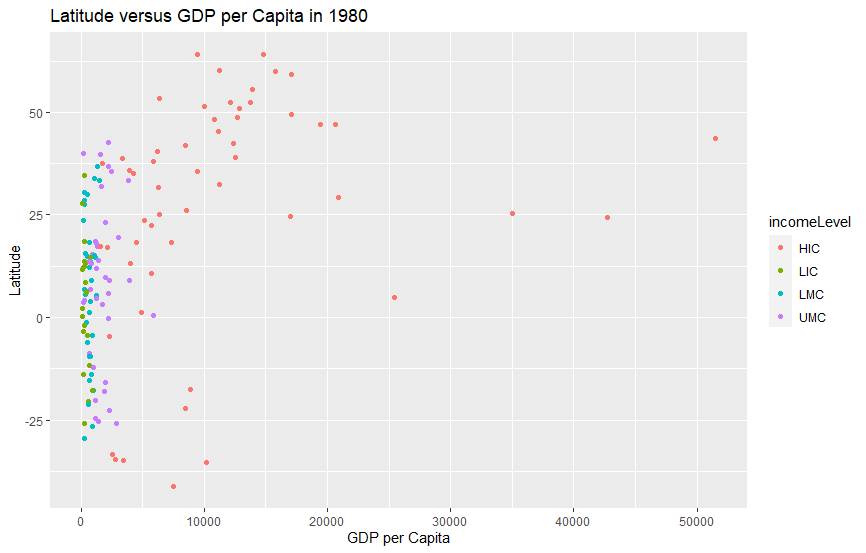 Latitude versus GDP per Capita in 1980
Latitude
50
25
0
-25
0 10000 20000 30000 40000 50000
GDP per Capita
incomeLevel
HIC
LIC
LMC
UMC